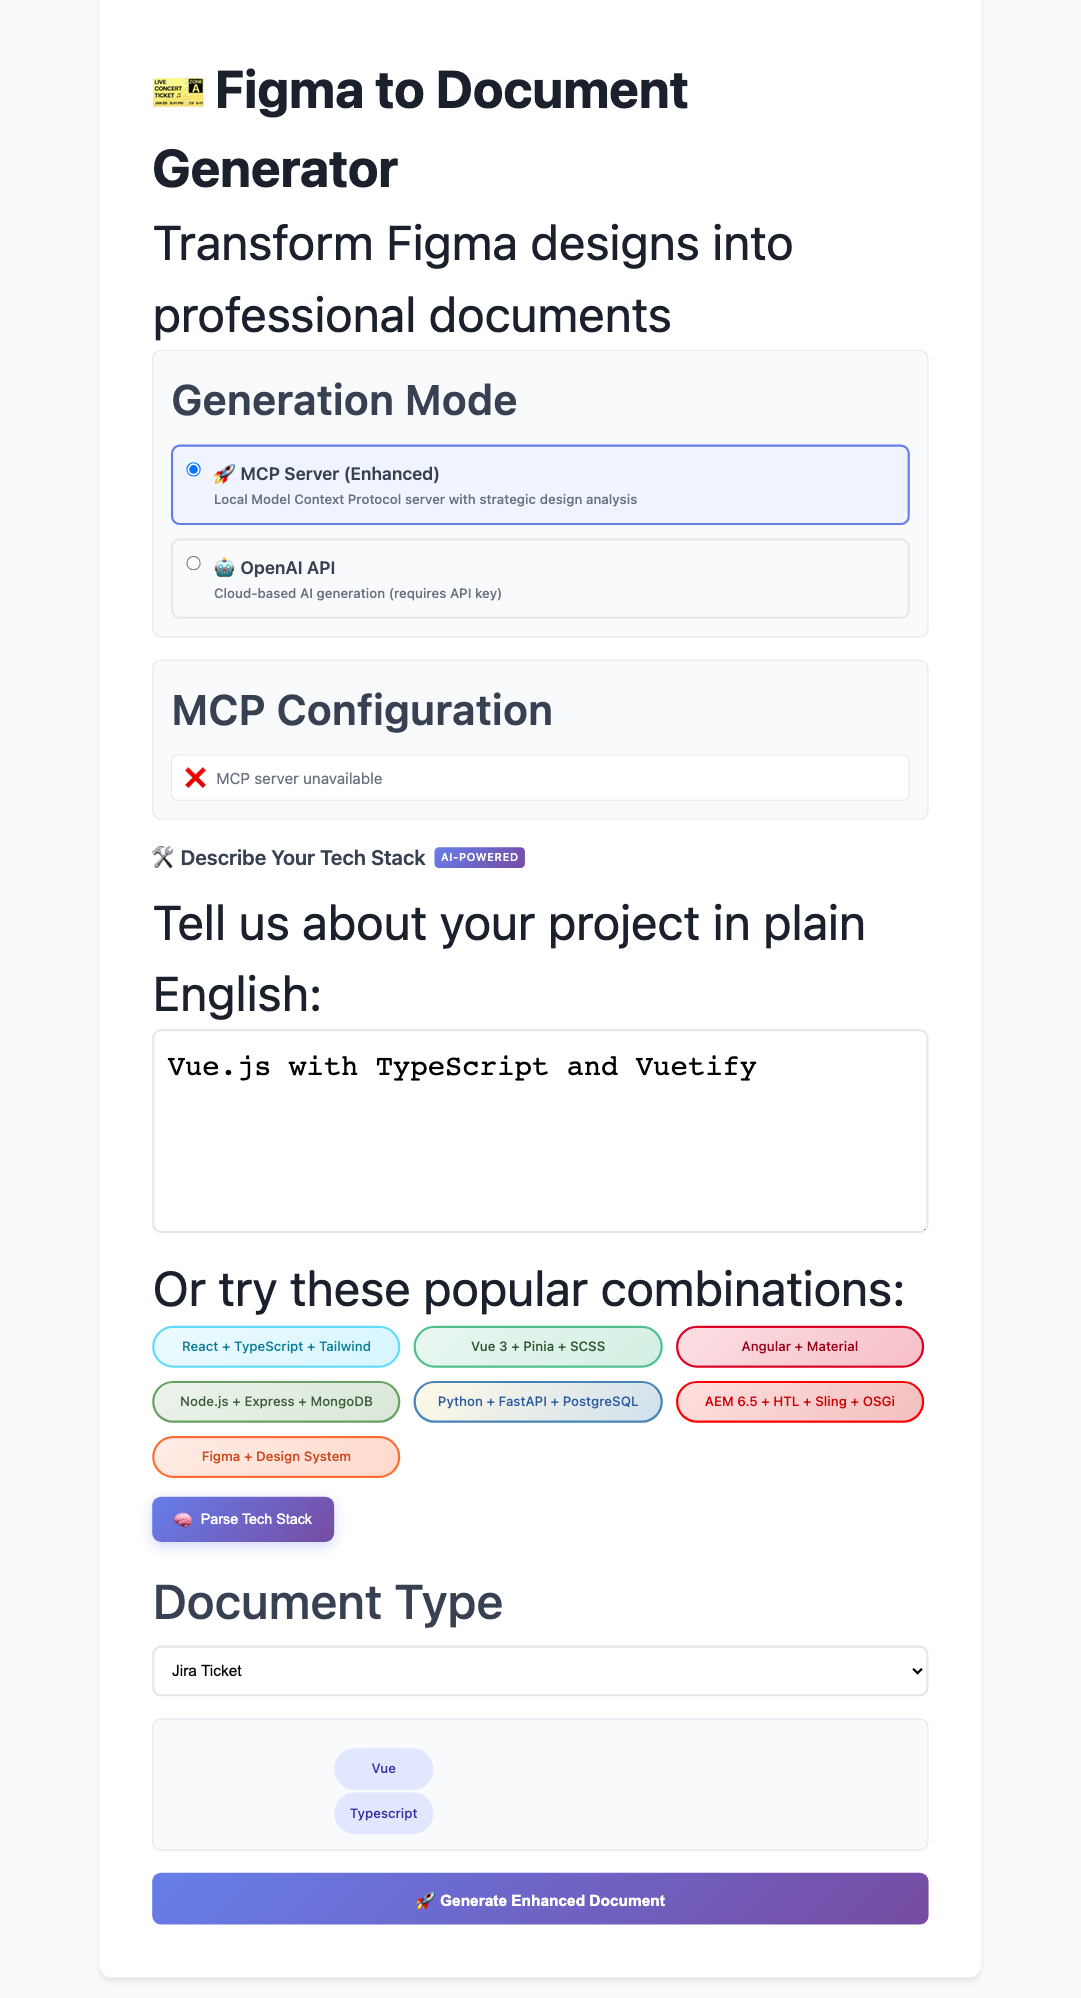 🎫 Figma to Document
Generator
Transform Figma designs into
professional documents
Generation Mode
🚀 MCP Server (Enhanced)
Local Model Context Protocol server with strategic design analysis
🤖 OpenAI API
Cloud-based AI generation (requires API key)
MCP Configuration
❌ MCP server unavailable
🛠️ Describe Your Tech Stack AI-POWERED
Tell us about your project in plain
English:
Vue.js with TypeScript and Vuetify
Or try these popular combinations:
React + TypeScript + Tailwind
Vue 3 + Pinia + SCSS
Angular + Material
Node.js + Express + MongoDB
Python + FastAPI + PostgreSQL
AEM 6.5 + HTL + Sling + OSGi
Figma + Design System
🧠 Parse Tech Stack
Document Type
Jira Ticket
Vue
Typescript
🚀 Generate Enhanced Document